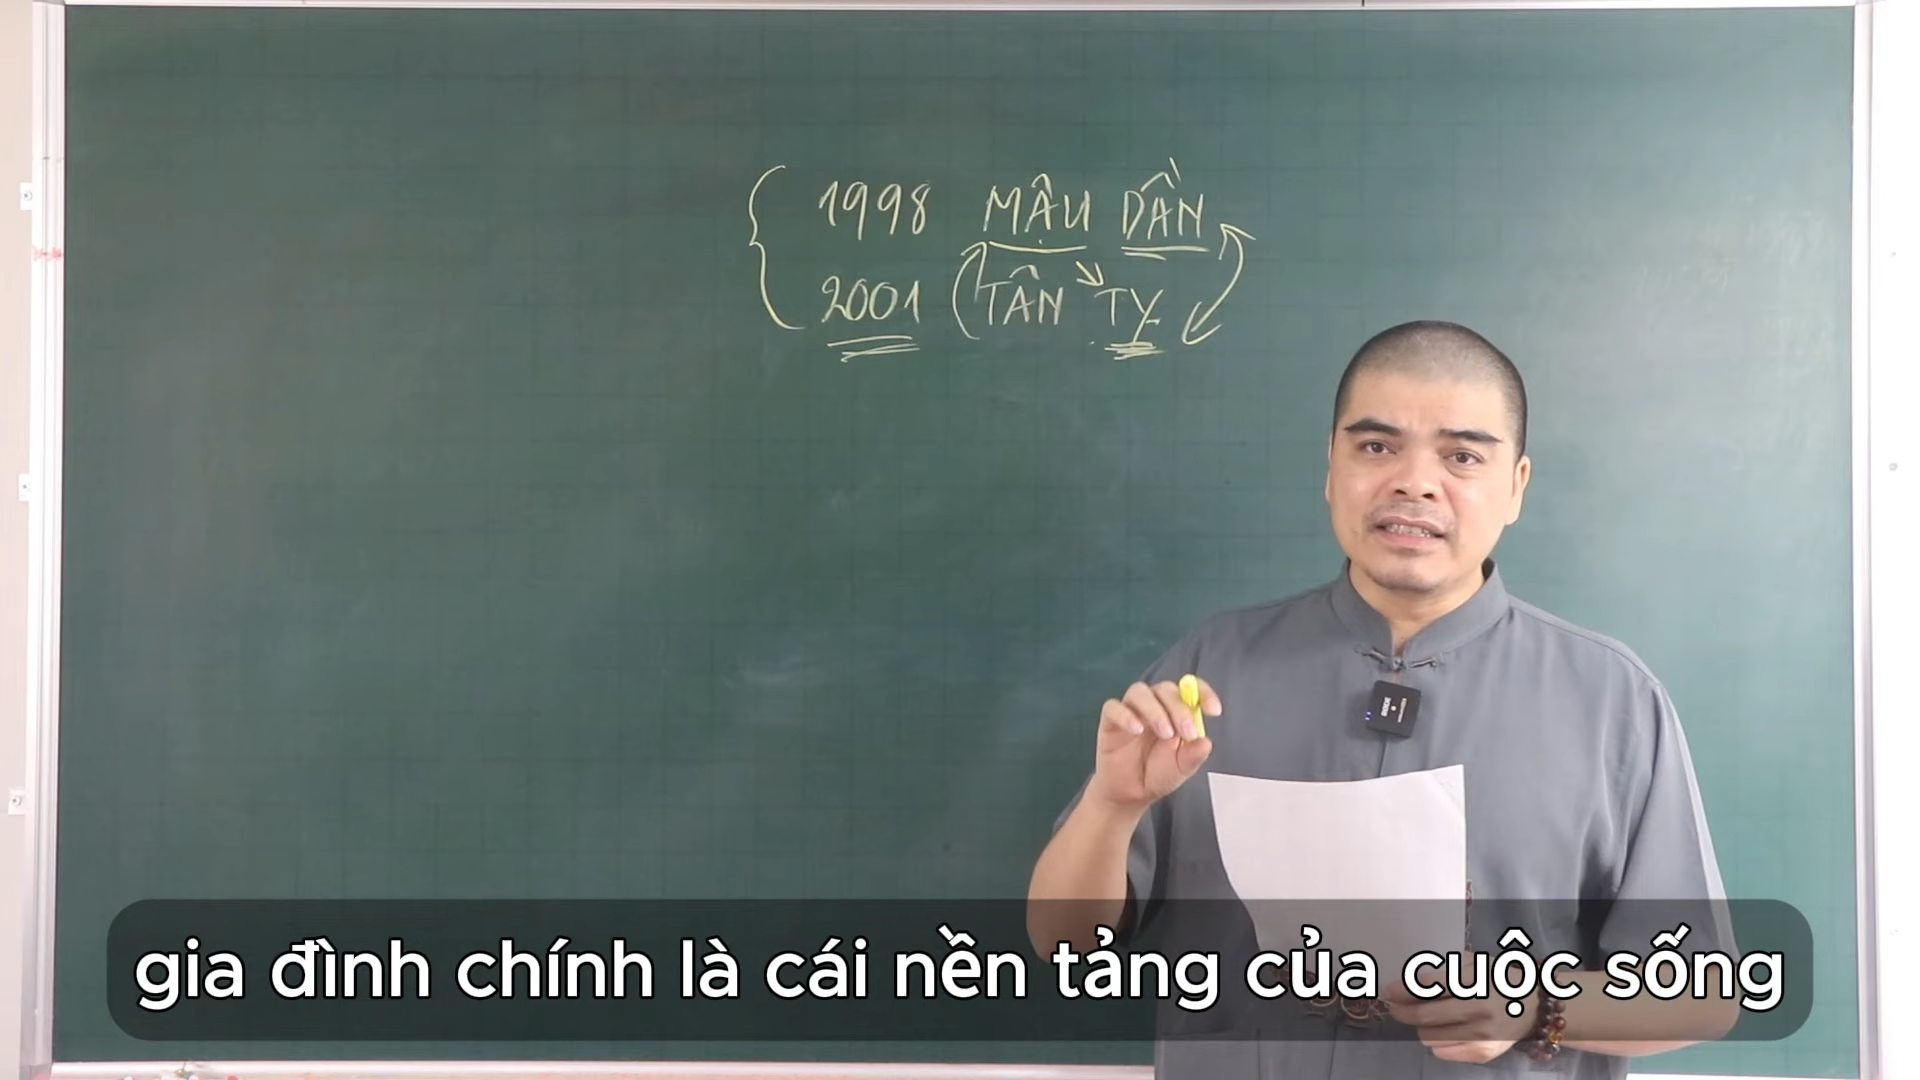 1998 MẬU DẦN
2001 TÂN TỴ
gia đình chính là cái nền tảng của cuộc sống